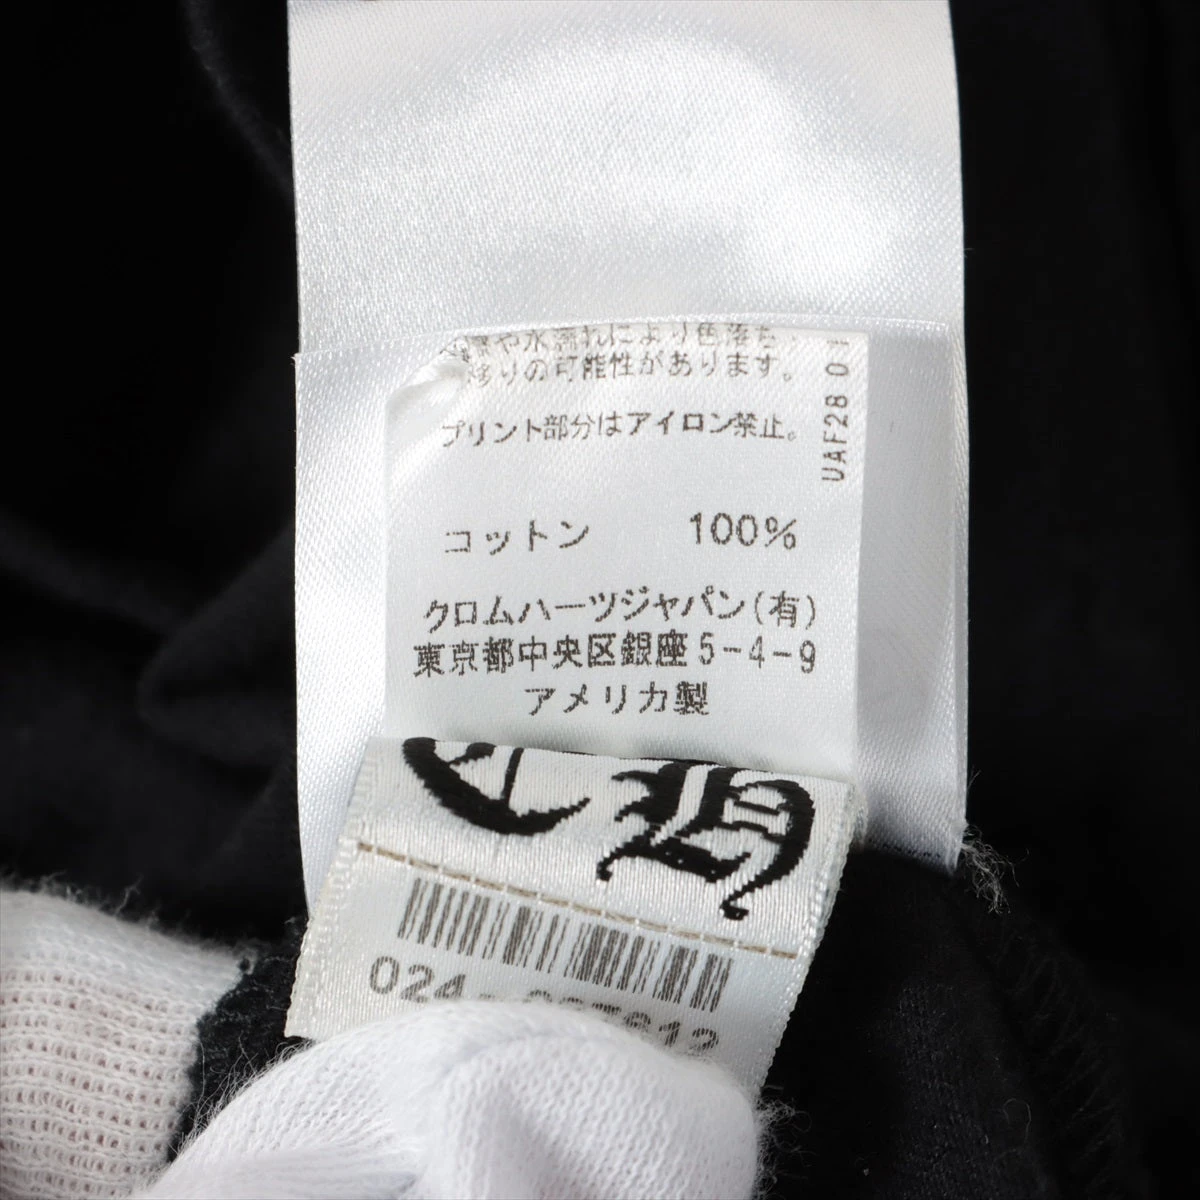 や水濡れにより色落ち、
移りの可能性があります。
プリント部分はアイロン禁止。
UAF28 01
コットン 100%
クロムハーツジャパン(有)
東京都中央区銀座5-4-9
アメリカ製
CH